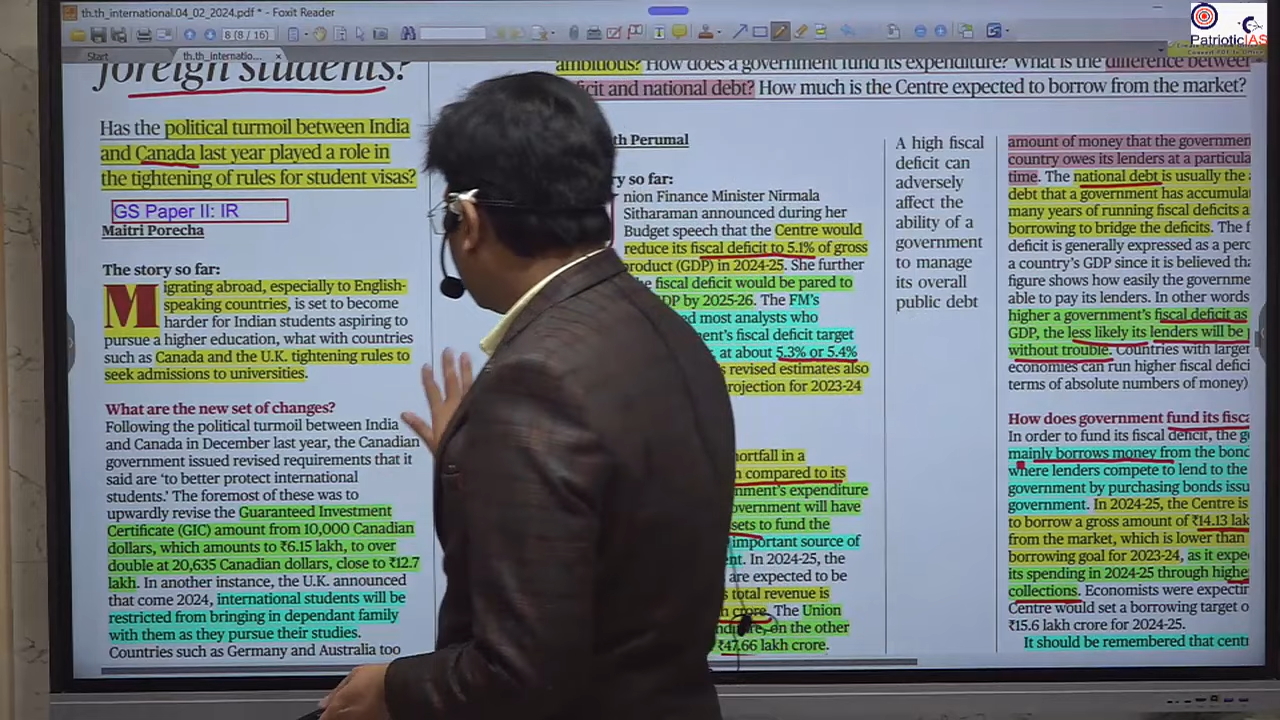 th.th_international.04_02_2024.pdf * - Foxit Reader
PatrioticIAS
8 (8 / 16)
Start
th.th_internatio...
foreign students?
Has the political turmoil between India
and Canada last year played a role in
the tightening of rules for student visas?
GS Paper II: IR
Maitri Porecha
The story so far:
Migrating abroad, especially to English-
speaking countries, is set to become
harder for Indian students aspiring to
pursue a higher education, what with countries
such as Canada and the U.K. tightening rules to
seek admissions to universities.
What are the new set of changes?
Following the political turmoil between India
and Canada in December last year, the Canadian
government issued revised requirements that it
said are ‘to better protect international
students.’ The foremost of these was to
upwardly revise the Guaranteed Investment
Certificate (GIC) amount from 10,000 Canadian
dollars, which amounts to ₹6.15 lakh, to over
double at 20,635 Canadian dollars, close to ₹12.7
lakh. In another instance, the U.K. announced
that come 2024, international students will be
restricted from bringing in dependant family
with them as they pursue their studies.
Countries such as Germany and Australia too
ambitious? How does a government fund its expenditure? What is the difference between
and national debt? How much is the Centre expected to borrow from the market?
Perumal
so far:
nion Finance Minister Nirmala
Sitharaman announced during her
Budget speech that the Centre would
reduce its fiscal deficit to 5.1% of gross
product (GDP) in 2024-25. She further
fiscal deficit would be pared to
by 2025-26. The FM's
most analysts who
fiscal deficit target
at about 5.3% or 5.4%
revised estimates also
projection for 2023-24
in a
compared to its
expenditure
will have
to fund the
important source of
In 2024-25, the
are expected to be
total revenue is
crore. The Union
on the other
₹47.66 lakh crore.
A high fiscal
deficit can
adversely
affect the
ability of a
government
to manage
its overall
public debt
amount of money that the government
country owes its lenders at a particula
time. The national debt is usually the
debt that a government has accumula
many years of running fiscal deficits a
borrowing to bridge the deficits. The f
deficit is generally expressed as a perc
a country's GDP since it is believed tha
figure shows how easily the governme
able to pay its lenders. In other words
higher a government's fiscal deficit as
GDP, the less likely its lenders will be
without trouble. Countries with larger
economies can run higher fiscal defici
terms of absolute numbers of money)
How does government fund its fisca
In order to fund its fiscal deficit, the g
mainly borrows money from the bond
where lenders compete to lend to the
government by purchasing bonds issu
government. In 2024-25, the Centre is
to borrow a gross amount of ₹14.13 lak
from the market, which is lower than
borrowing goal for 2023-24, as it expe
its spending in 2024-25 through highe
collections. Economists were expectin
Centre would set a borrowing target o
₹15.6 lakh crore for 2024-25.
It should be remembered that centr